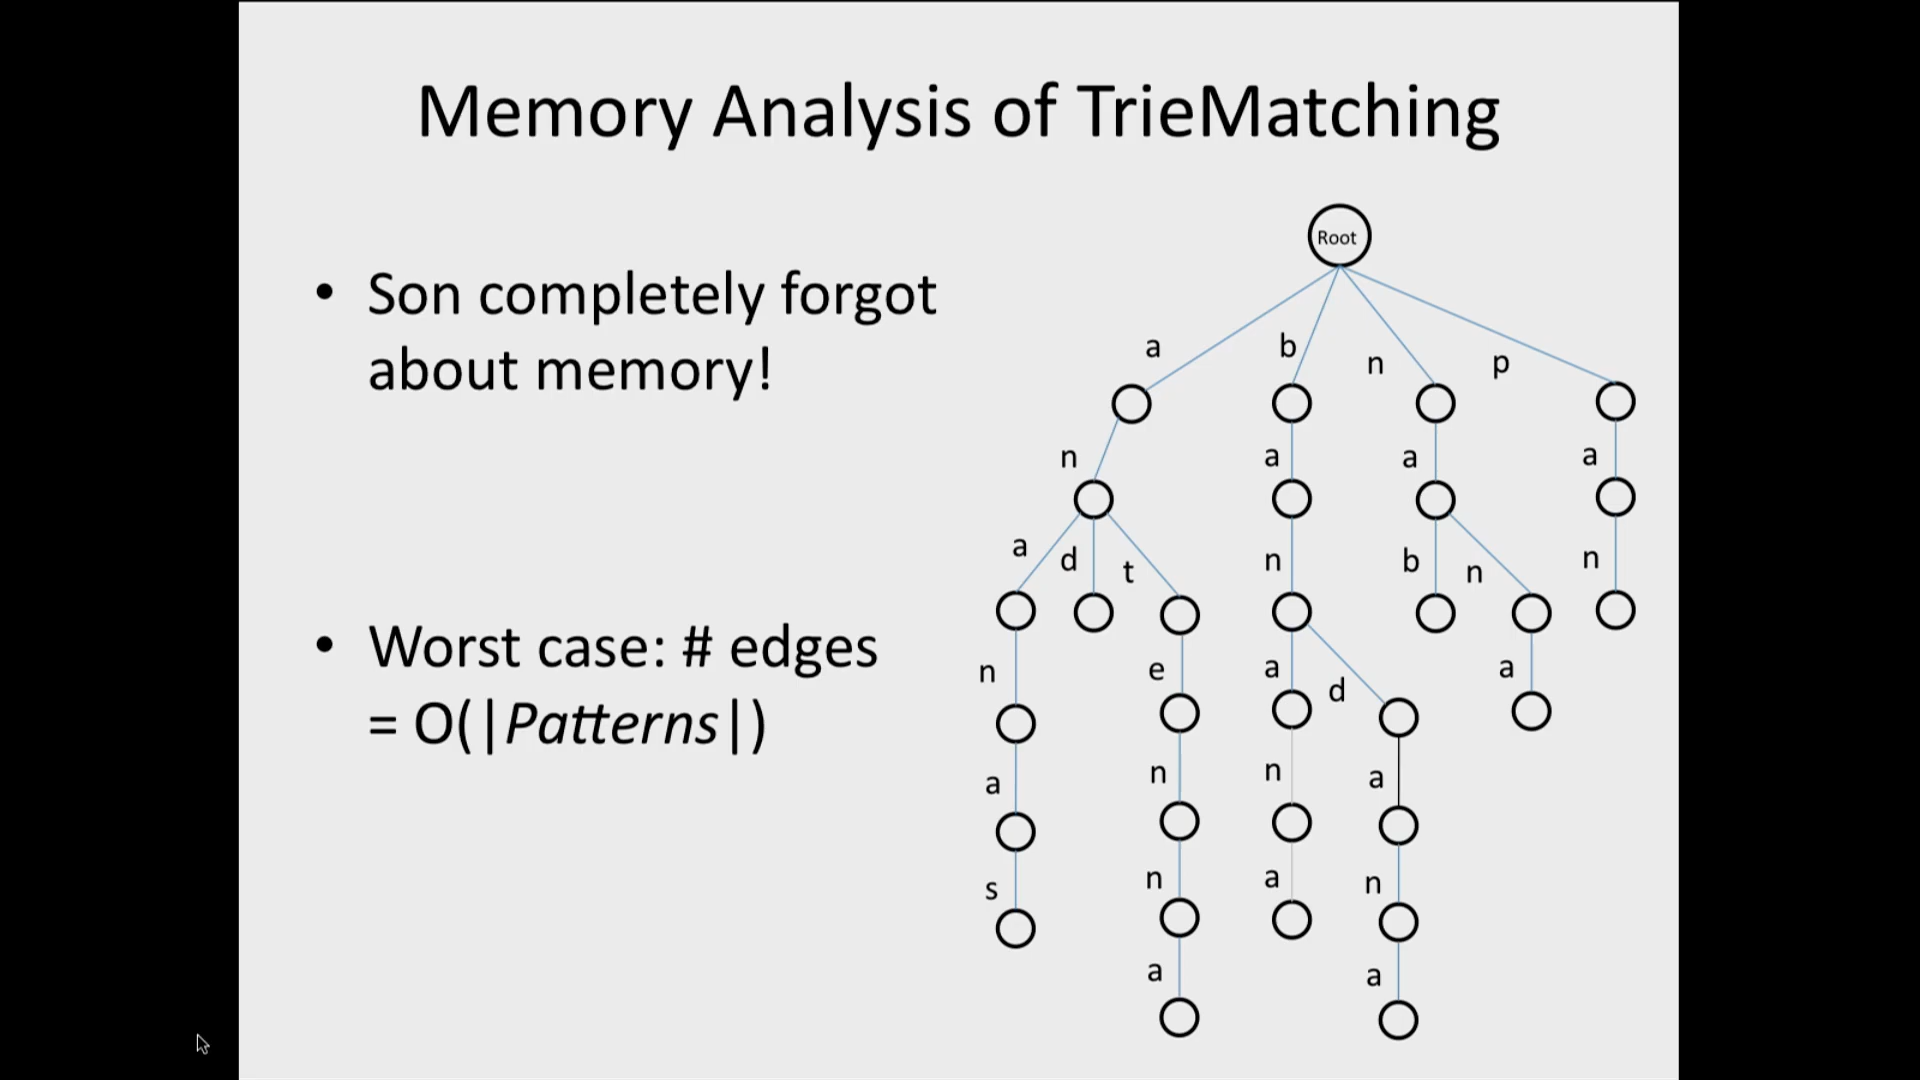 Memory Analysis of TrieMatching
• Son completely forgot
about memory!
• Worst case: # edges
= O(|Patterns|)
Root
a
b
n
p
n
a
a
a
a
d
t
n
b
n
n
n
e
a
d
a
a
n
n
a
s
n
a
n
a
a